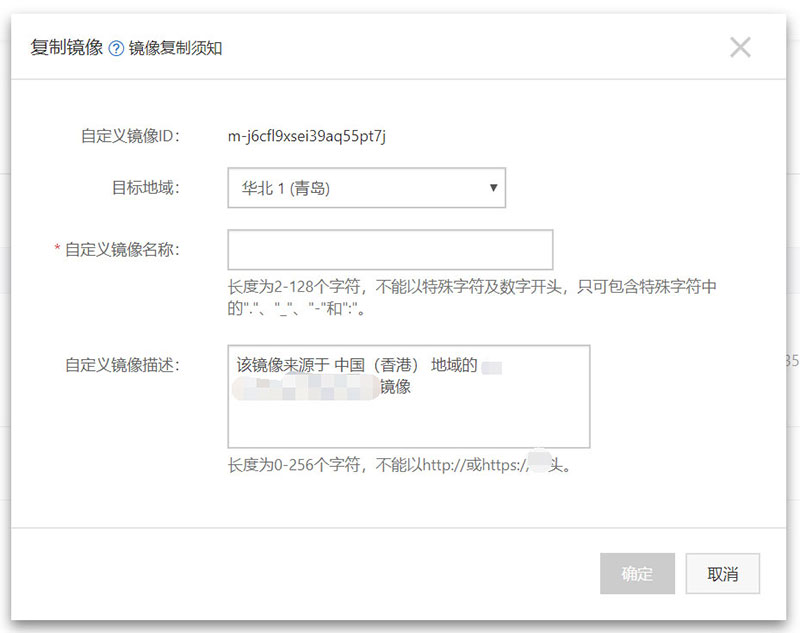 复制镜像 ? 镜像复制须知
自定义镜像ID： m-j6cfl9xsei39aq55pt7j
目标地域： 华北 1 (青岛)
* 自定义镜像名称：
长度为2-128个字符，不能以特殊字符及数字开头，只可包含特殊字符中
的"."、"_"、"-"和":"。
自定义镜像描述： 该镜像来源于 中国（香港） 地域的
镜像
长度为0-256个字符，不能以http://或https:/头。
确定 取消
35